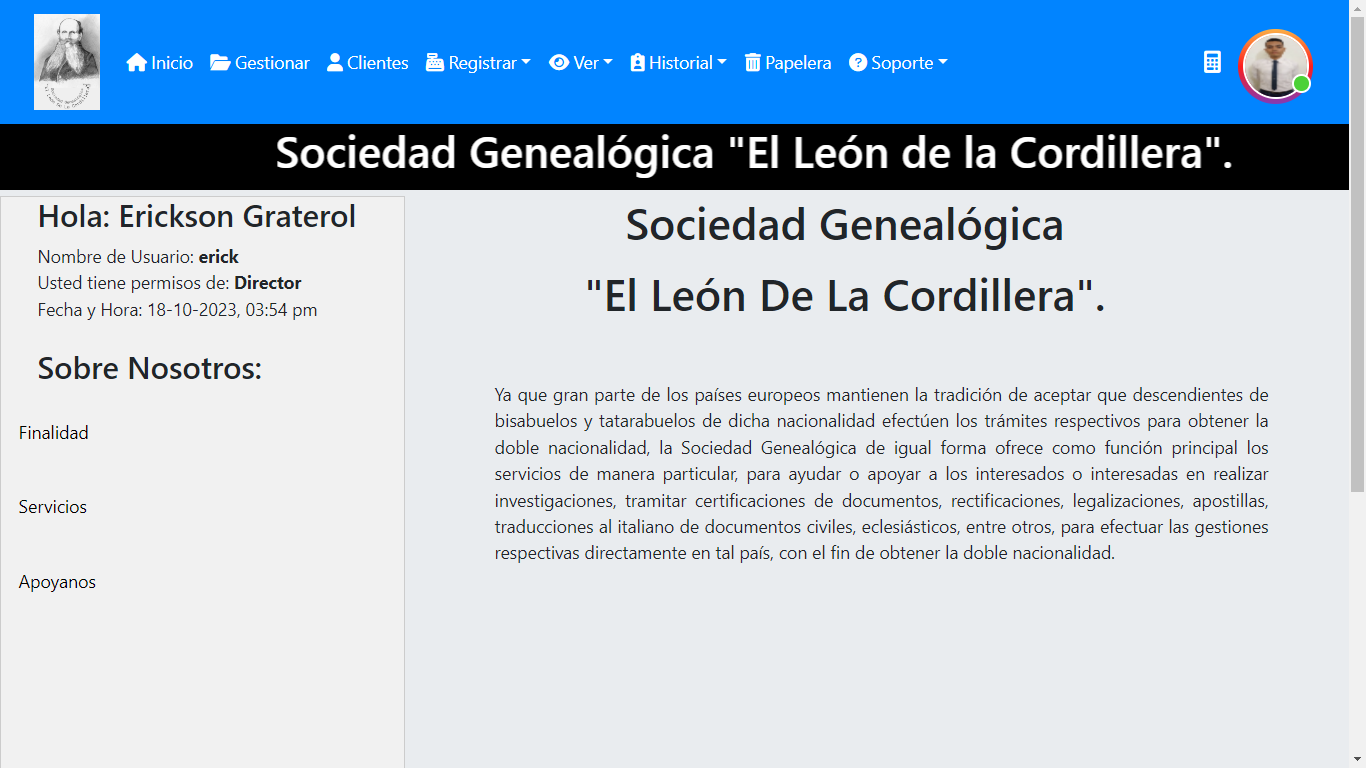 Inicio Gestionar Clientes Registrar Ver Historial Papelera Soporte
Sociedad Genealógica "El León de la Cordillera".
Hola: Erickson Graterol
Nombre de Usuario: erick
Usted tiene permisos de: Director
Fecha y Hora: 18-10-2023, 03:54 pm
Sobre Nosotros:
Finalidad
Servicios
Apoyanos
Sociedad Genealógica
"El León De La Cordillera".
Ya que gran parte de los países europeos mantienen la tradición de aceptar que descendientes de
bisabuelos y tatarabuelos de dicha nacionalidad efectúen los trámites respectivos para obtener la
doble nacionalidad, la Sociedad Genealógica de igual forma ofrece como función principal los
servicios de manera particular, para ayudar o apoyar a los interesados o interesadas en realizar
investigaciones, tramitar certificaciones de documentos, rectificaciones, legalizaciones, apostillas,
traducciones al italiano de documentos civiles, eclesiásticos, entre otros, para efectuar las gestiones
respectivas directamente en tal país, con el fin de obtener la doble nacionalidad.